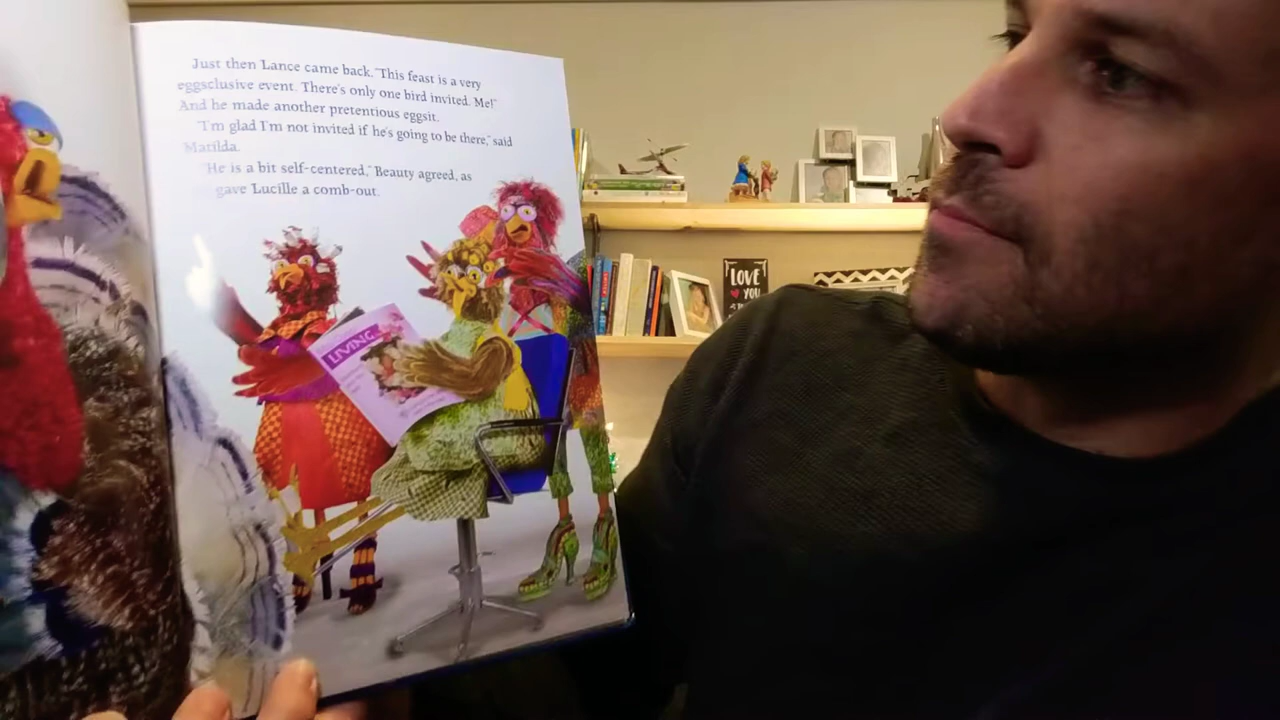 Just then Lance came back. "This feast is a very
eggsclusive event. There's only one bird invited. Me!"
And he made another pretentious eggsit.
"I'm glad I'm not invited if he's going to be there," said
Matilda.
"He is a bit self-centered," Beauty agreed, as
gave Lucille a comb-out.
LIVING
LOVE
YOU